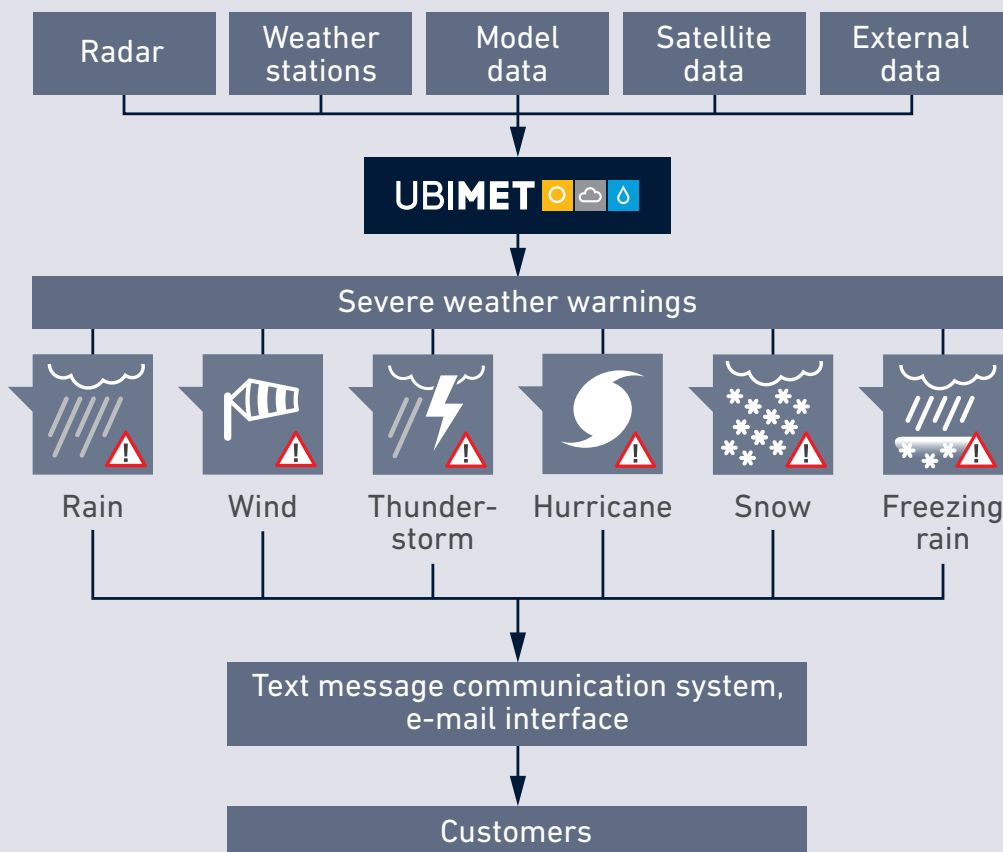 Radar
Weather
stations
Model
data
Satellite
data
External
data
UBIMET
Severe weather warnings
!
!
!
!
!
!
Rain
Wind
Thunder-
storm
Hurricane
Snow
Freezing
rain
Text message communication system,
e-mail interface
Customers